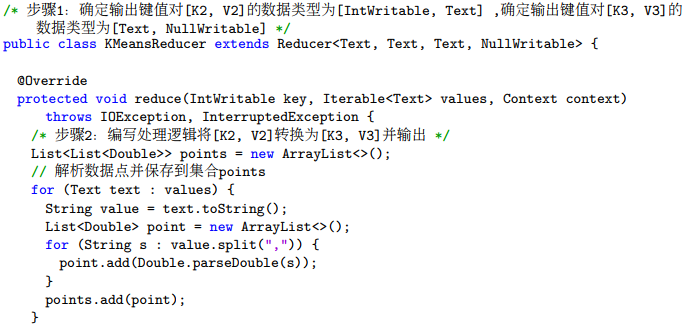 /* 步骤1：确定输出键值对[K2, V2]的数据类型为[IntWritable, Text] ,确定输出键值对[K3, V3]的
数据类型为[Text, NullWritable] */
public class KMeansReducer extends Reducer<Text, Text, Text, NullWritable> {
@Override
protected void reduce(IntWritable key, Iterable<Text> values, Context context)
throws IOException, InterruptedException {
/* 步骤2：编写处理逻辑将[K2, V2]转换为[K3, V3]并输出 */
List<List<Double>> points = new ArrayList<>();
// 解析数据点并保存到集合points
for (Text text : values) {
String value = text.toString();
List<Double> point = new ArrayList<>();
for (String s : value.split(",")) {
point.add(Double.parseDouble(s));
}
points.add(point);
}